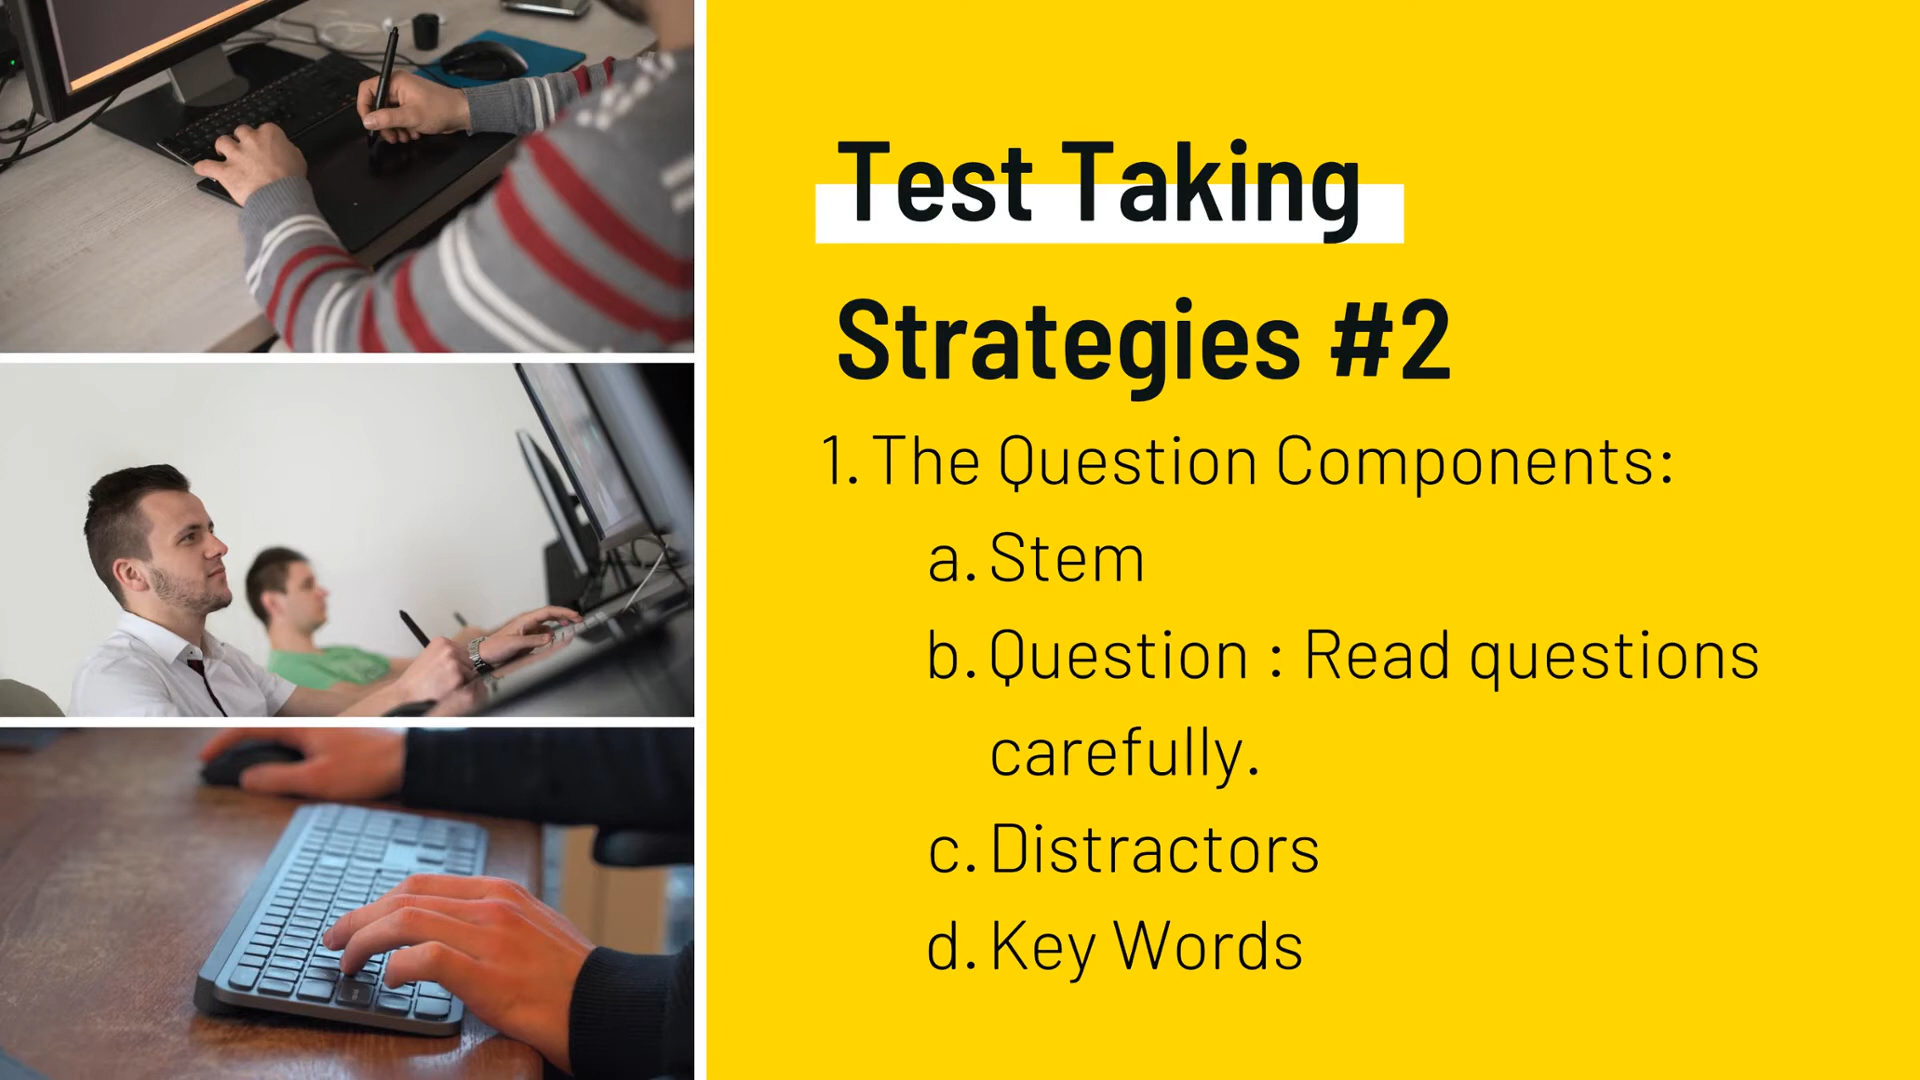 Test Taking
Strategies #2
1. The Question Components:
a. Stem
b. Question : Read questions
carefully.
c. Distractors
d. Key Words